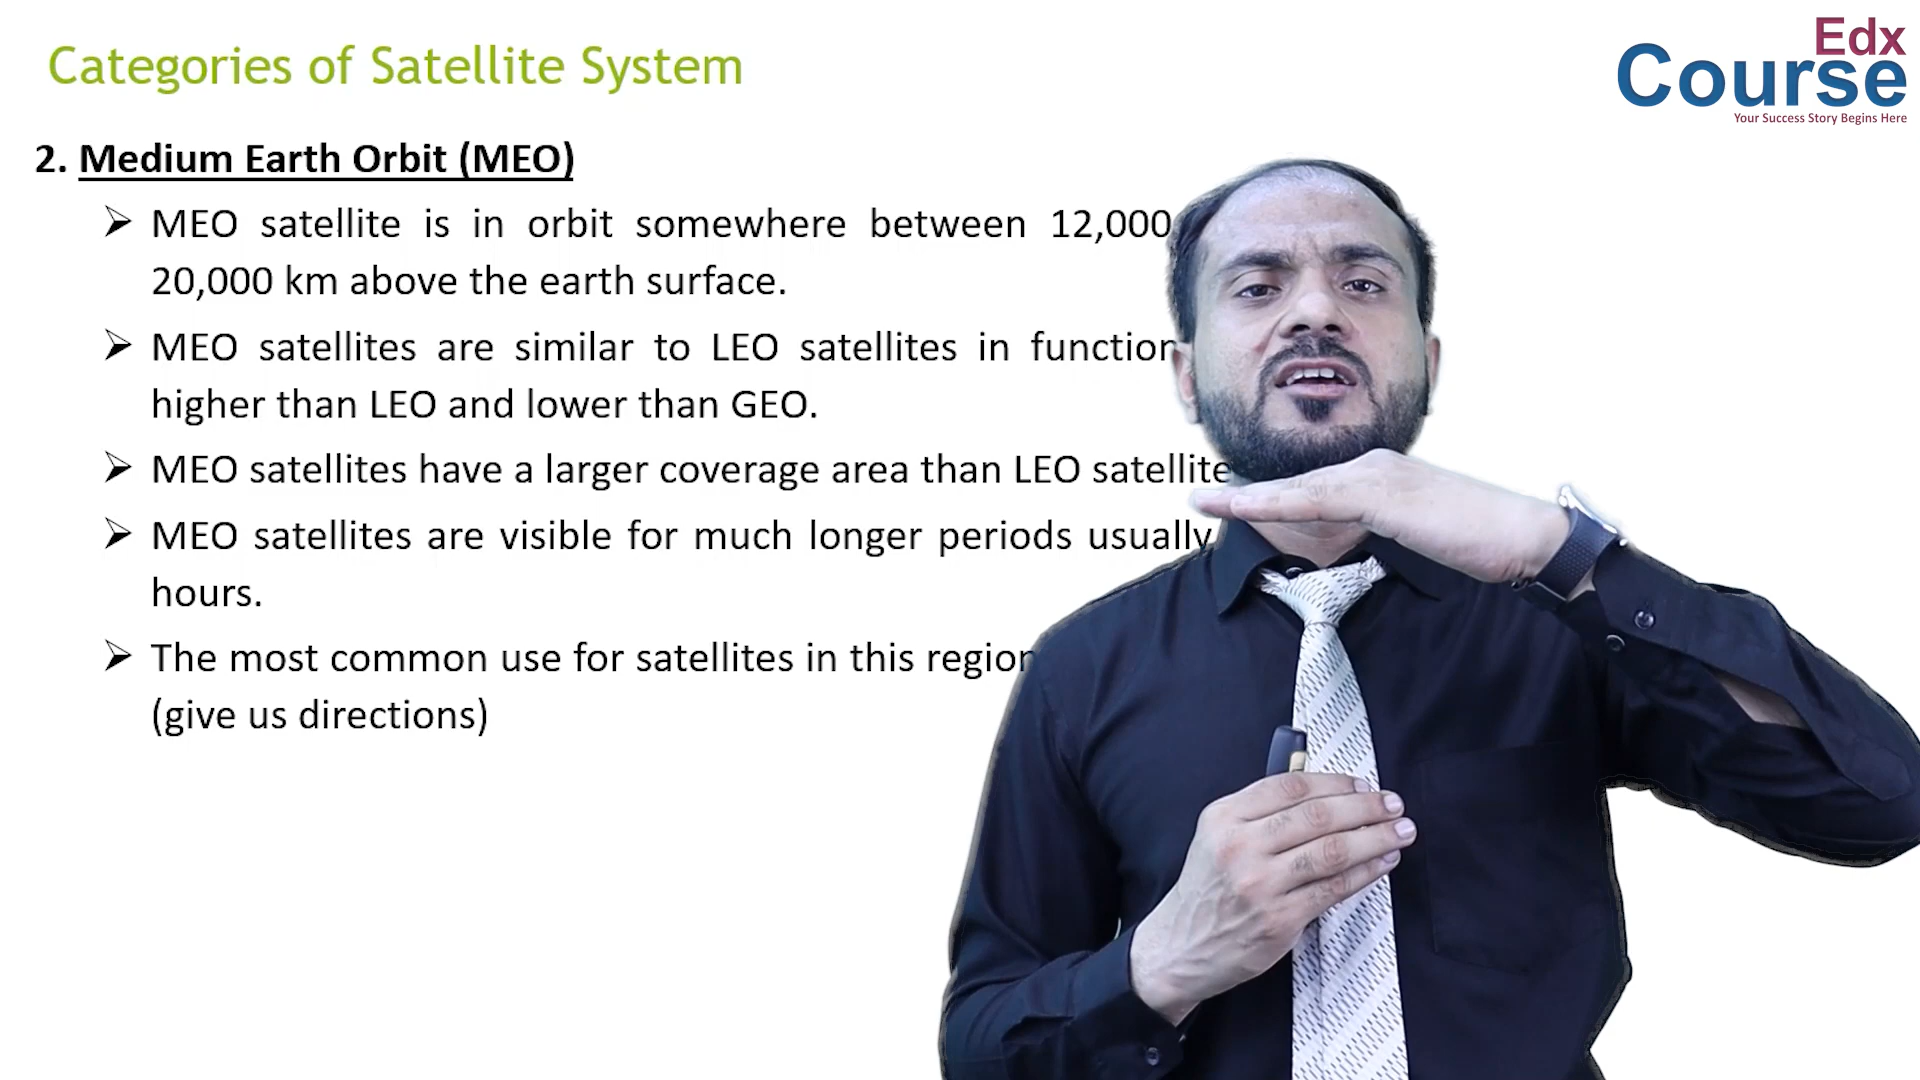 Categories of Satellite System
Edx
Course
Your Success Story Begins Here
2. Medium Earth Orbit (MEO)
➢ MEO satellite is in orbit somewhere between 12,000
20,000 km above the earth surface.
➢ MEO satellites are similar to LEO satellites in function
higher than LEO and lower than GEO.
➢ MEO satellites have a larger coverage area than LEO satellite
➢ MEO satellites are visible for much longer periods usually
hours.
➢ The most common use for satellites in this region
(give us directions)